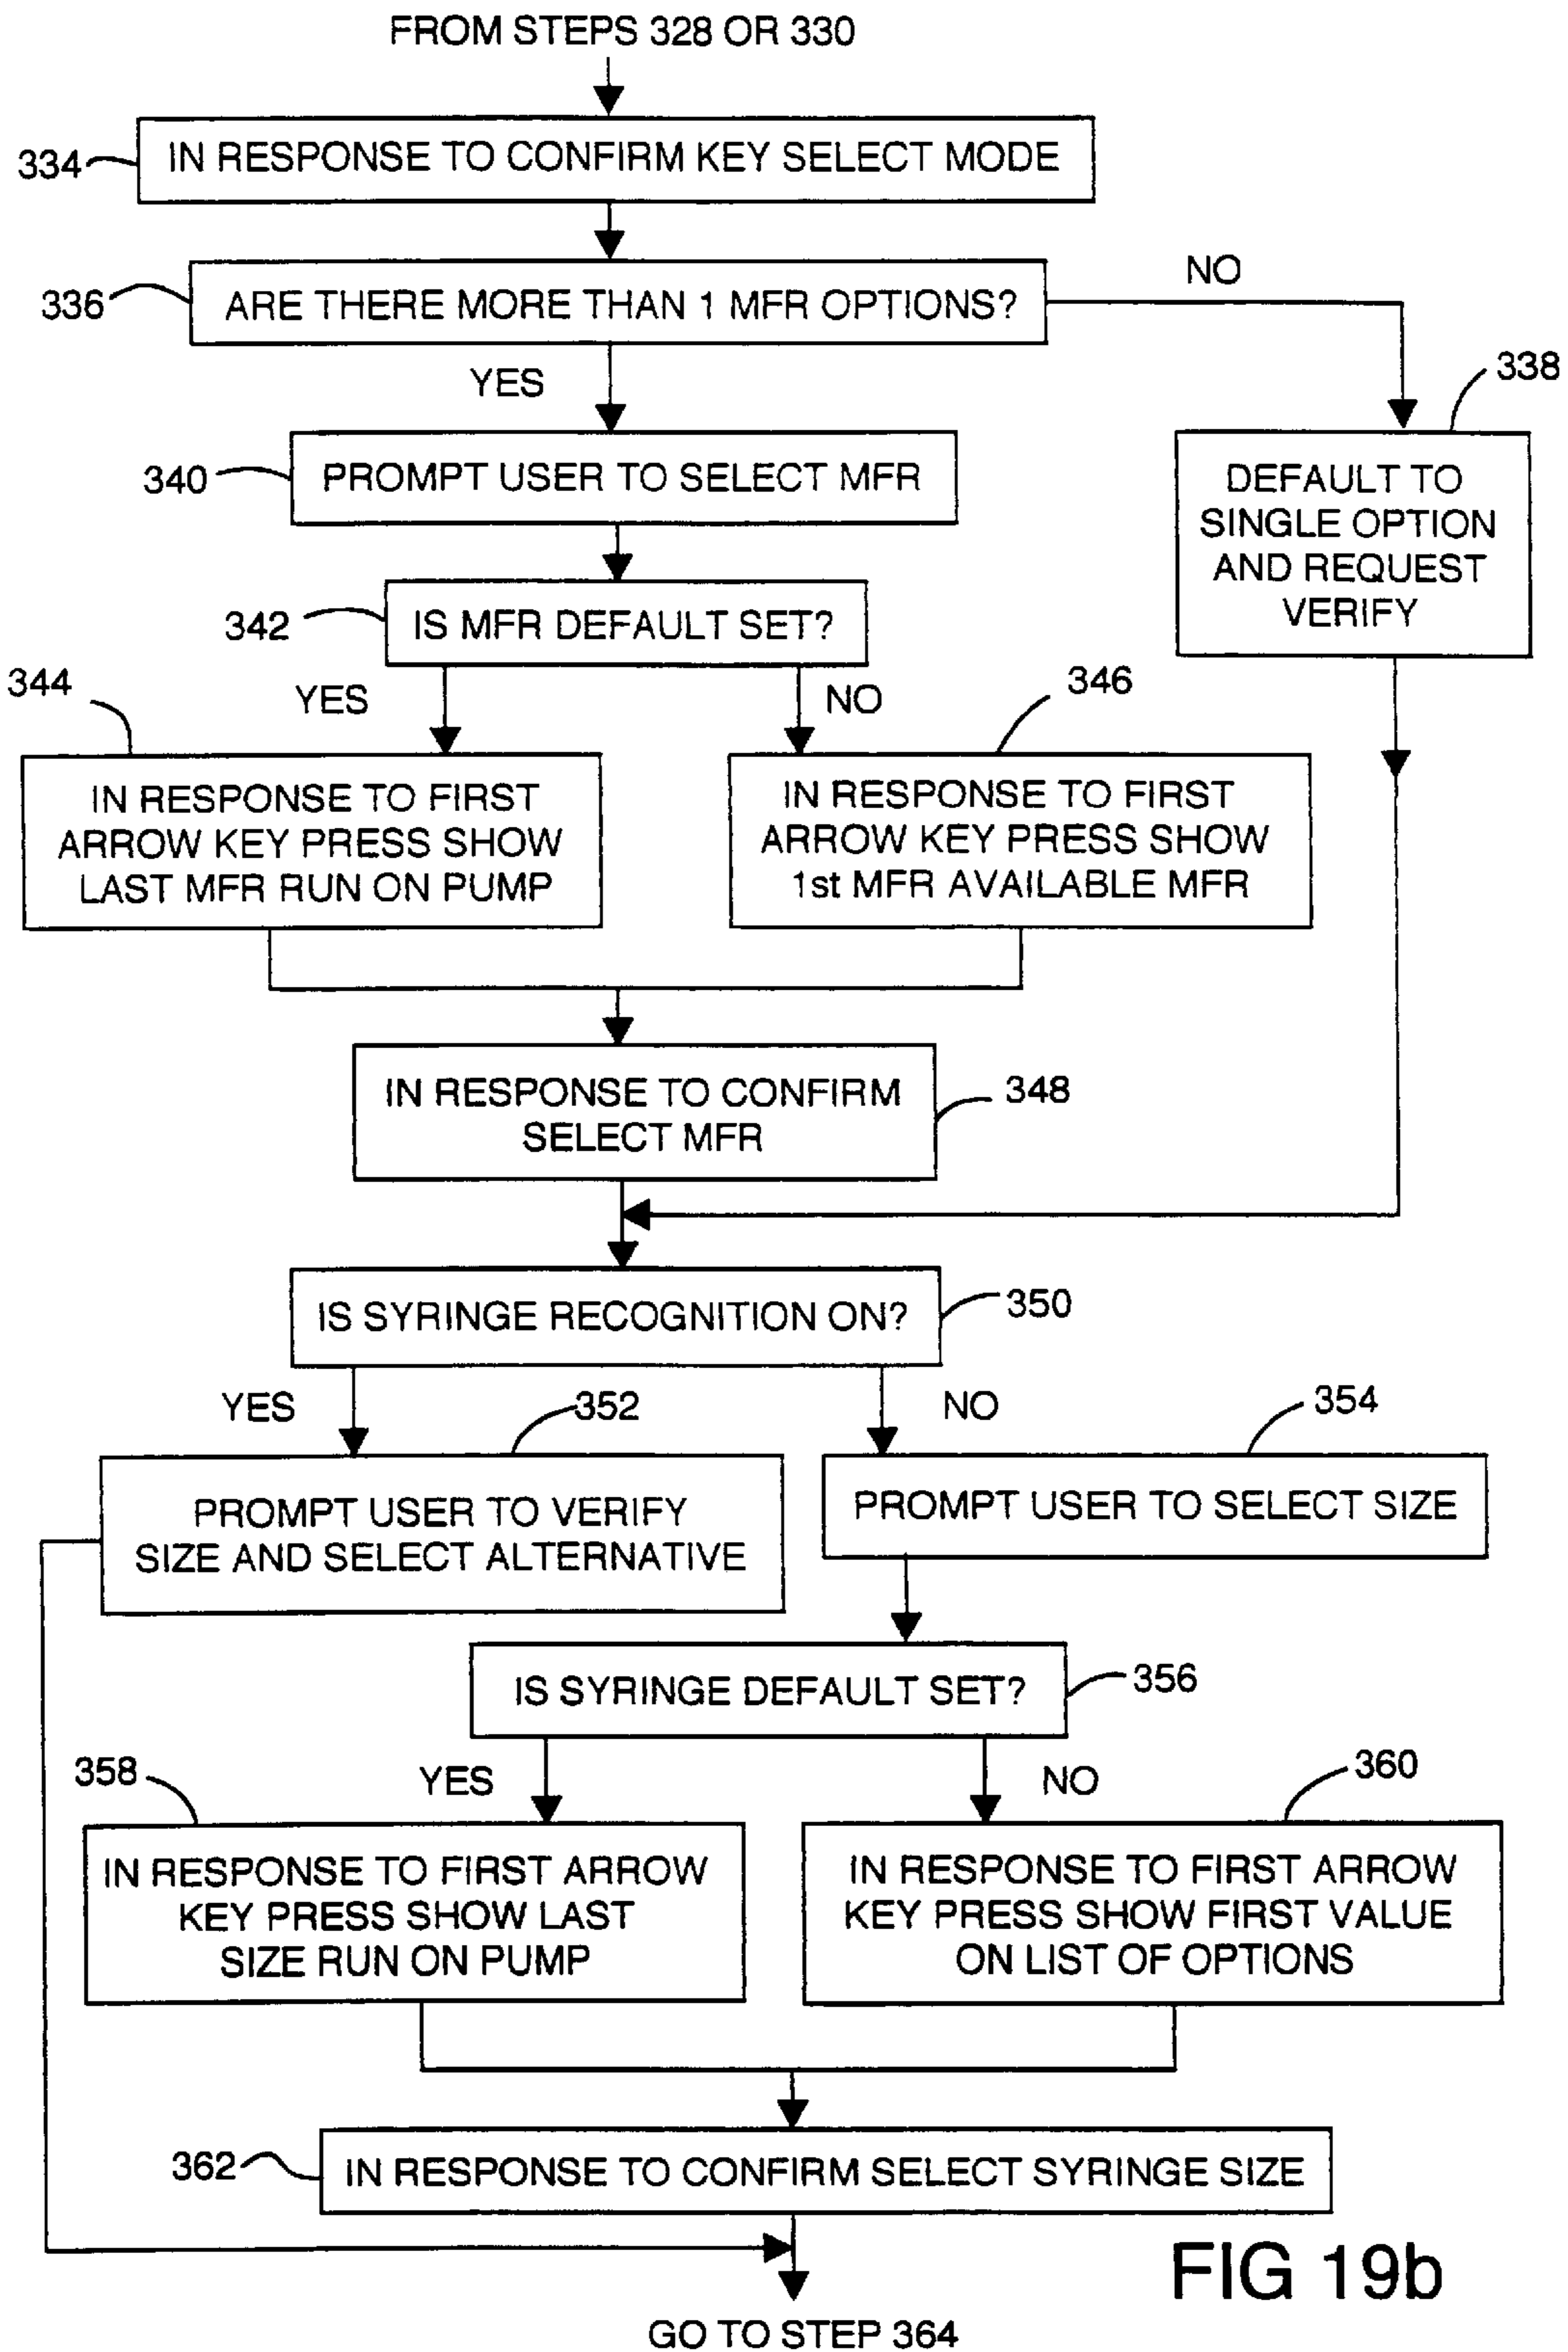 FROM STEPS 328 OR 330
334
IN RESPONSE TO CONFIRM KEY SELECT MODE
336
ARE THERE MORE THAN 1 MFR OPTIONS?
NO
YES
338
340
PROMPT USER TO SELECT MFR
DEFAULT TO
SINGLE OPTION
AND REQUEST
VERIFY
342
IS MFR DEFAULT SET?
344
YES
NO
346
IN RESPONSE TO FIRST
ARROW KEY PRESS SHOW
LAST MFR RUN ON PUMP
IN RESPONSE TO FIRST
ARROW KEY PRESS SHOW
1st MFR AVAILABLE MFR
IN RESPONSE TO CONFIRM
SELECT MFR
348
IS SYRINGE RECOGNITION ON?
350
YES
352
NO
354
PROMPT USER TO VERIFY
SIZE AND SELECT ALTERNATIVE
PROMPT USER TO SELECT SIZE
IS SYRINGE DEFAULT SET?
356
358
YES
NO
360
IN RESPONSE TO FIRST ARROW
KEY PRESS SHOW LAST
SIZE RUN ON PUMP
IN RESPONSE TO FIRST ARROW
KEY PRESS SHOW FIRST VALUE
ON LIST OF OPTIONS
362
IN RESPONSE TO CONFIRM SELECT SYRINGE SIZE
FIG 19b
GO TO STEP 364